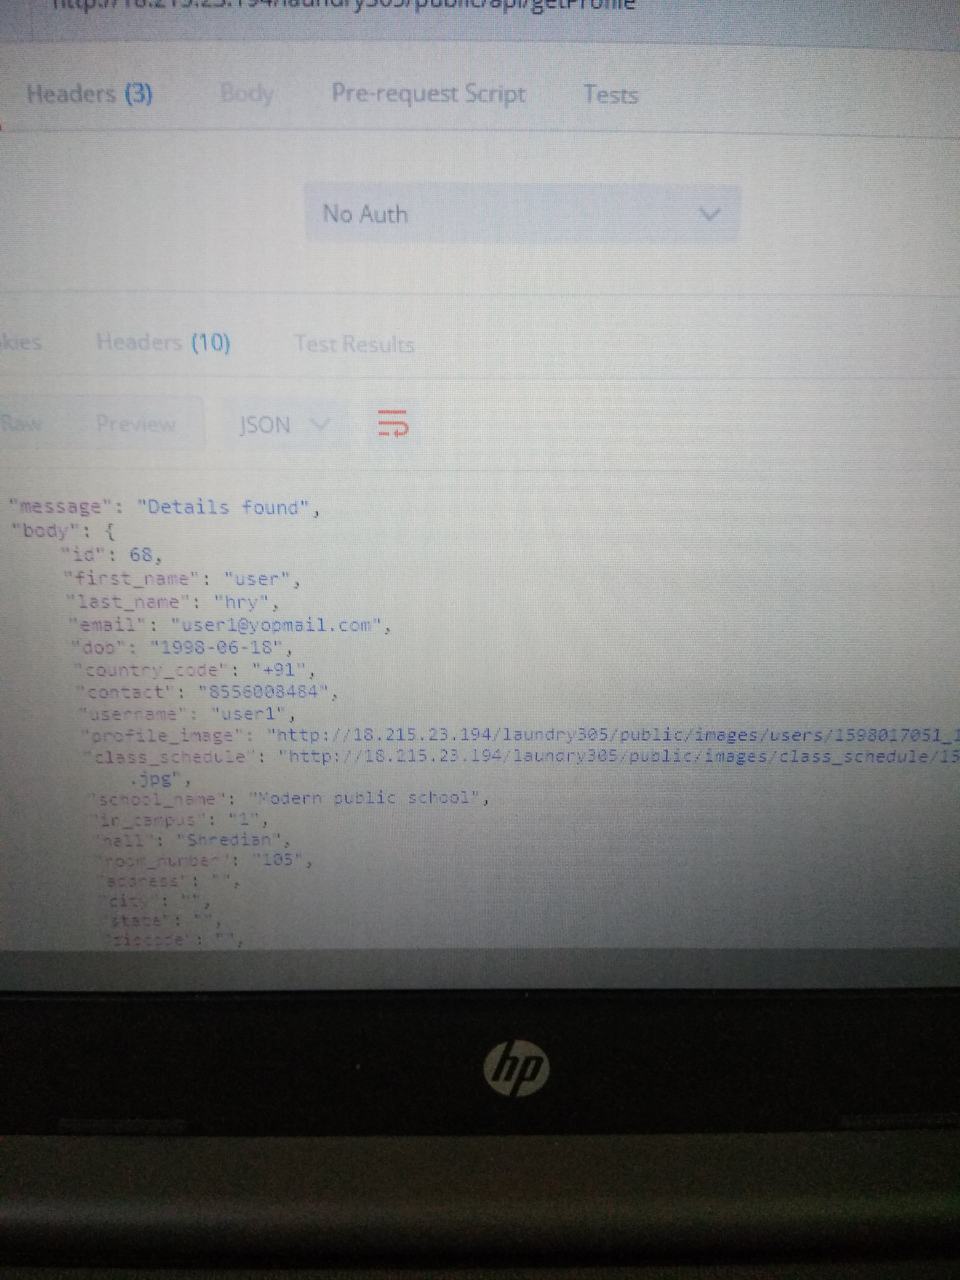 http://18.215.23.194/laundry305/public/api/getProfile
Headers (3) Body Pre-request Script Tests
No Auth
kies Headers (10) Test Results
Raw Preview JSON
"message": "Details found",
"body": {
"id": 68,
"first_name": "user",
"last_name": "hry",
"email": "user1@yopmail.com",
"dob": "1998-06-18",
"country_code": "+91",
"contact": "8556008484",
"username": "user1",
"profile_image": "http://18.215.23.194/laundry305/public/images/users/1598017051_1
"class_schedule": "http://18.215.23.194/laundry305/public/images/class_schedule/15
.jpg",
"school_name": "Modern public school",
"in_campus": "1",
"hall": "Shredian",
"room_number": "105",
"address": "",
"city": "",
"state": "",
"zipcode": "",
hp